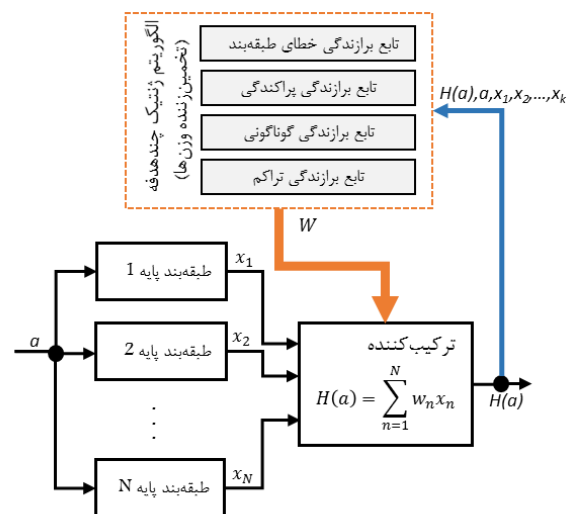 الگوریتم ژنتیک چندهدفه
(تخمین‌زننده وزن‌ها)
تابع برازندگی خطای طبقه‌بند
تابع برازندگی پراکندگی
تابع برازندگی گوناگونی
تابع برازندگی تراکم
H(a),a,x₁,x₂,...,xₖ
W
طبقه‌بند پایه 1
x₁
a
طبقه‌بند پایه 2
x₂
⋮
طبقه‌بند پایه N
x_N
ترکیب‌کننده
H(a) = ∑_{n=1}^{N} wₙxₙ
H(a)